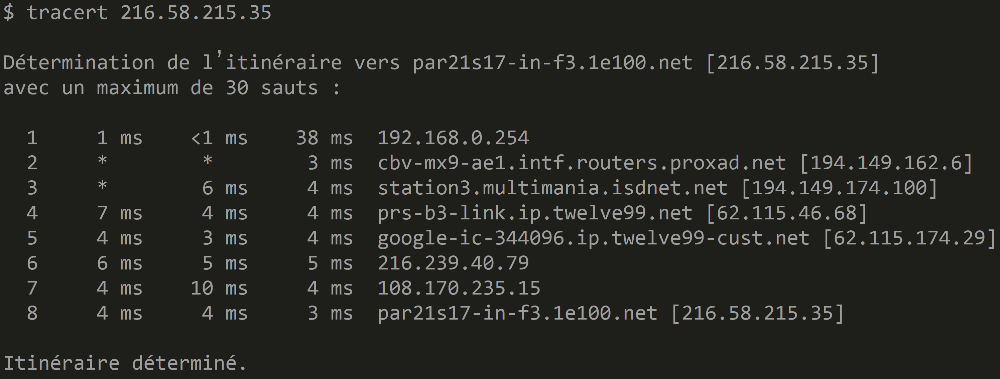 $ tracert 216.58.215.35
Détermination de l’itinéraire vers par21s17-in-f3.1e100.net [216.58.215.35]
avec un maximum de 30 sauts :
1 1 ms <1 ms 38 ms 192.168.0.254
2 * * 3 ms cbv-mx9-ae1.intf.routers.proxad.net [194.149.162.6]
3 * 6 ms 4 ms station3.multimania.isdnet.net [194.149.174.100]
4 7 ms 4 ms 4 ms prs-b3-link.ip.twelve99.net [62.115.46.68]
5 4 ms 3 ms 4 ms google-ic-344096.ip.twelve99-cust.net [62.115.174.29]
6 6 ms 5 ms 5 ms 216.239.40.79
7 4 ms 10 ms 4 ms 108.170.235.15
8 4 ms 4 ms 3 ms par21s17-in-f3.1e100.net [216.58.215.35]
Itinéraire déterminé.